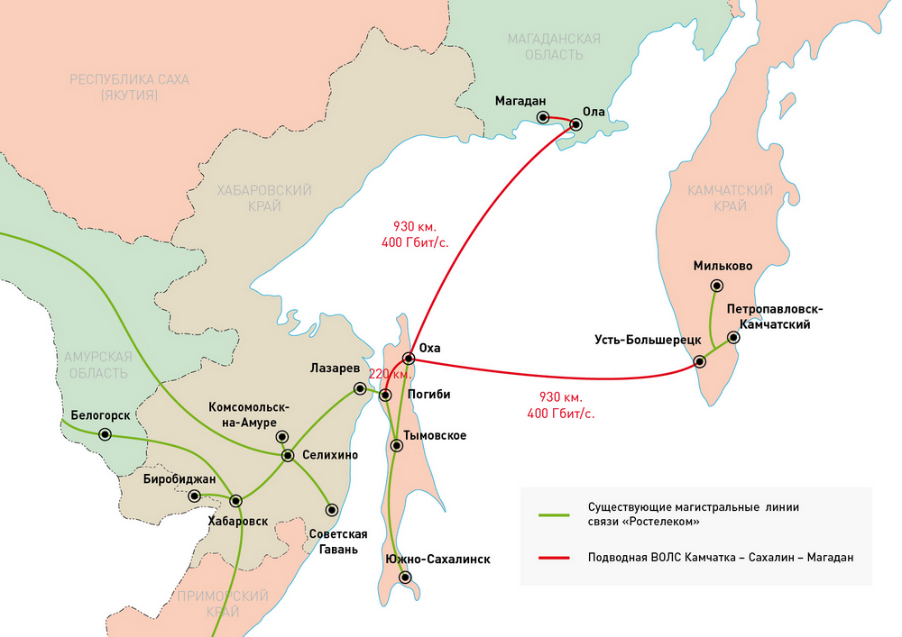 МАГАДАНСКАЯ
ОБЛАСТЬ
РЕСПУБЛИКА САХА
(ЯКУТИЯ)
Магадан
Ола
ХАБАРОВСКИЙ
КРАЙ
КАМЧАТСКИЙ
КРАЙ
930 км.
400 Гбит/с.
Мильково
Петропавловск-
Камчатский
Усть-Большерецк
Оха
АМУРСКАЯ
ОБЛАСТЬ
Лазарев
220 км.
Погиби
930 км.
400 Гбит/с.
Белогорск
Комсомольск-
на-Амуре
Тымовское
Селихино
Биробиджан
Хабаровск
Советская
Гавань
Южно-Сахалинск
ПРИМОРСКИЙ
КРАЙ
Существующие магистральные линии
связи «Ростелеком»
Подводная ВОЛС Камчатка – Сахалин – Магадан